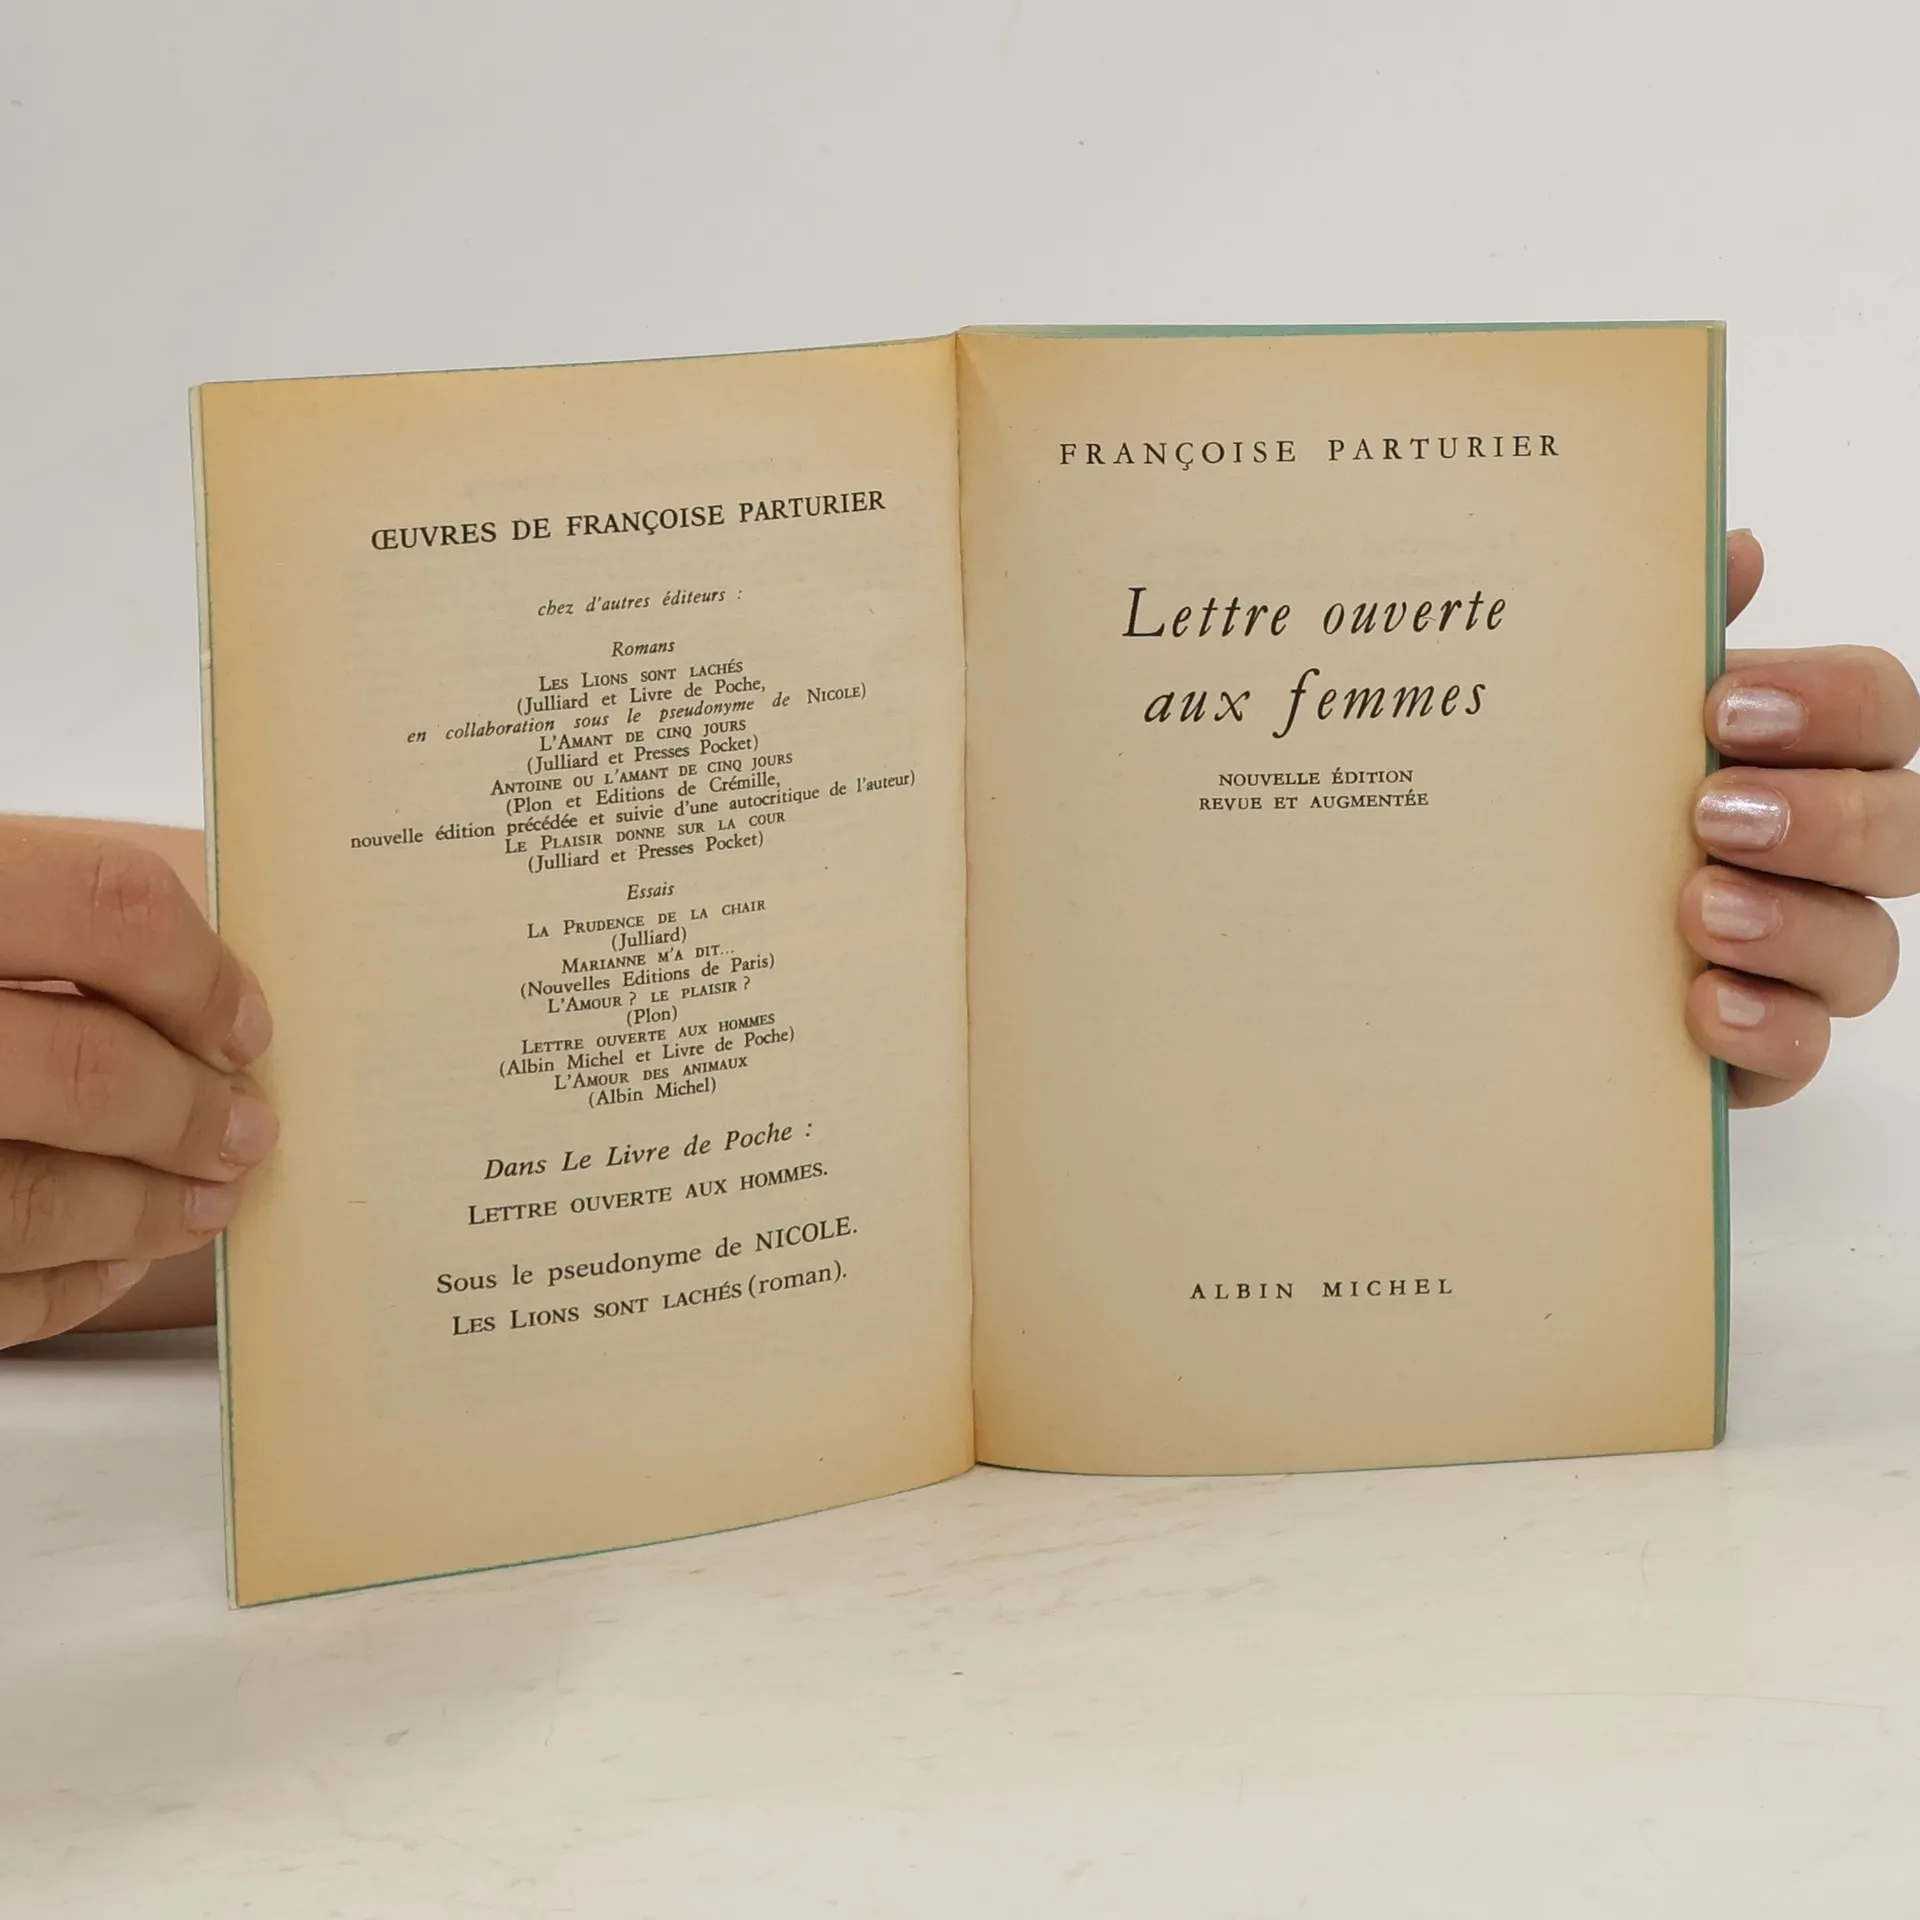 ŒUVRES DE FRANÇOISE PARTURIER
chez d'autres éditeurs :
Romans
LES LIONS SONT LACHÉS
(Julliard et Livre de Poche,
en collaboration sous le pseudonyme de NICOLE)
L'AMANT DE CINQ JOURS
(Julliard et Presses Pocket)
ANTOINE OU L'AMANT DE CINQ JOURS
(Plon et Editions de Crémille,
nouvelle édition précédée et suivie d'une autocritique de l'auteur)
LE PLAISIR DONNE SUR LA COUR
(Julliard et Presses Pocket)
Essais
LA PRUDENCE DE LA CHAIR
(Julliard)
MARIANNE M'A DIT...
(Nouvelles Editions de Paris)
L'AMOUR ? LE PLAISIR ?
(Plon)
LETTRE OUVERTE AUX HOMMES
(Albin Michel et Livre de Poche)
L'AMOUR DES ANIMAUX
(Albin Michel)
Dans Le Livre de Poche :
LETTRE OUVERTE AUX HOMMES.
Sous le pseudonyme de NICOLE.
LES LIONS SONT LACHÉS (roman).
FRANÇOISE PARTURIER
Lettre ouverte
aux femmes
NOUVELLE ÉDITION
REVUE ET AUGMENTÉE
ALBIN MICHEL